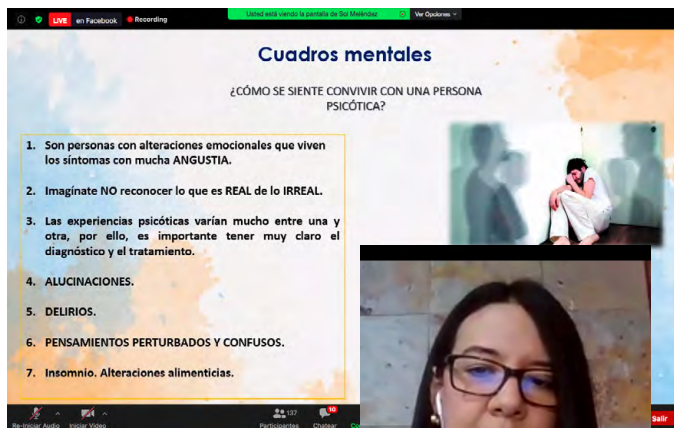 LIVE en Facebook Recording
Usted está viendo la pantalla de Sol Meléndez
Ver Opciones
Cuadros mentales
¿CÓMO SE SIENTE CONVIVIR CON UNA PERSONA
PSICÓTICA?
1. Son personas con alteraciones emocionales que viven
los síntomas con mucha ANGUSTIA.
2. Imagínate NO reconocer lo que es REAL de lo IRREAL.
3. Las experiencias psicóticas varían mucho entre una y
otra, por ello, es importante tener muy claro el
diagnóstico y el tratamiento.
4. ALUCINACIONES.
5. DELIRIOS.
6. PENSAMIENTOS PERTURBADOS Y CONFUSOS.
7. Insomnio. Alteraciones alimenticias.
137
10
Re-Iniciar Audio Iniciar Video Participantes Chatear Salir